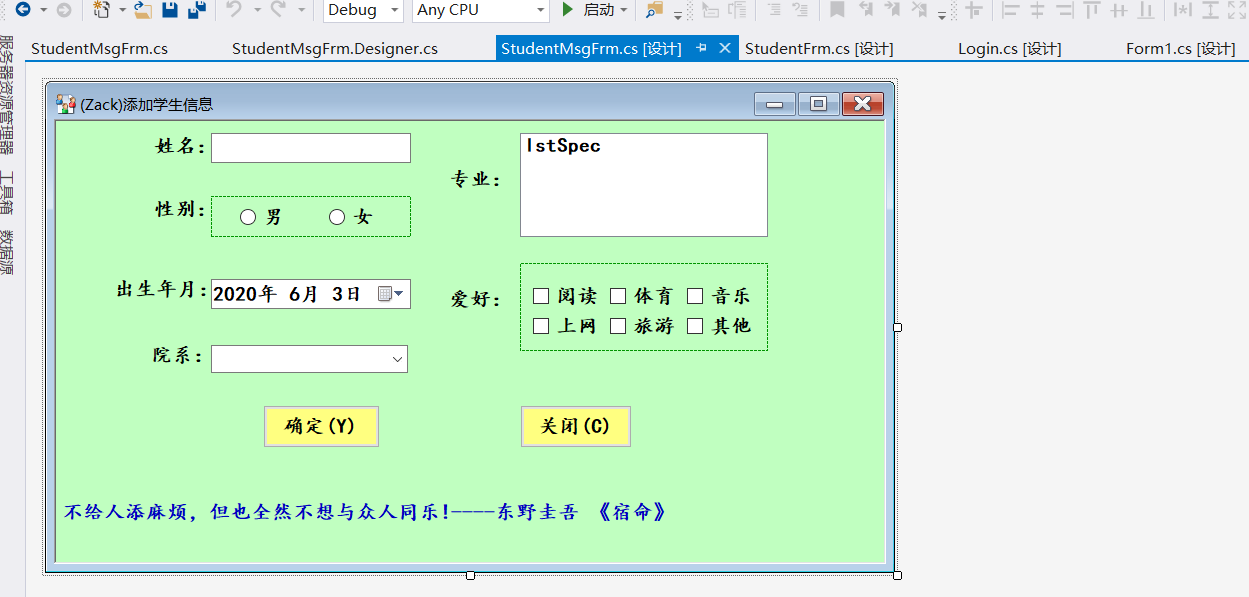 Debug Any CPU 启动
StudentMsgFrm.cs StudentMsgFrm.Designer.cs StudentMsgFrm.cs [设计] StudentFrm.cs [设计] Login.cs [设计] Form1.cs [设计]
服务器资源管理器 工具箱 数据源
(Zack)添加学生信息
姓名：
lstSpec
专业：
性别： 男 女
出生年月： 2020年 6月 3日
爱好： 阅读 体育 音乐
上网 旅游 其他
院系：
确定(Y) 关闭(C)
不给人添麻烦，但也全然不想与众人同乐!----东野圭吾 《宿命》